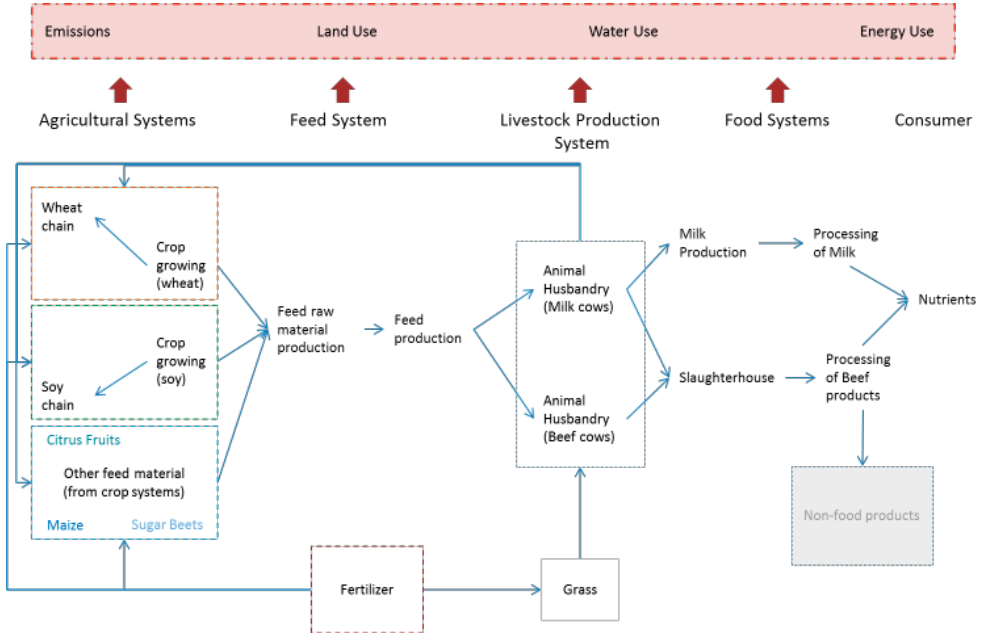 Emissions
Land Use
Water Use
Energy Use
Agricultural Systems
Feed System
Livestock Production
System
Food Systems
Consumer
Wheat
chain
Crop
growing
(wheat)
Crop
growing
(soy)
Soy
chain
Citrus Fruits
Other feed material
(from crop systems)
Maize
Sugar Beets
Feed raw
material
production
Feed
production
Animal
Husbandry
(Milk cows)
Animal
Husbandry
(Beef cows)
Milk
Production
Processing
of Milk
Nutrients
Slaughterhouse
Processing
of Beef
products
Non-food products
Fertilizer
Grass